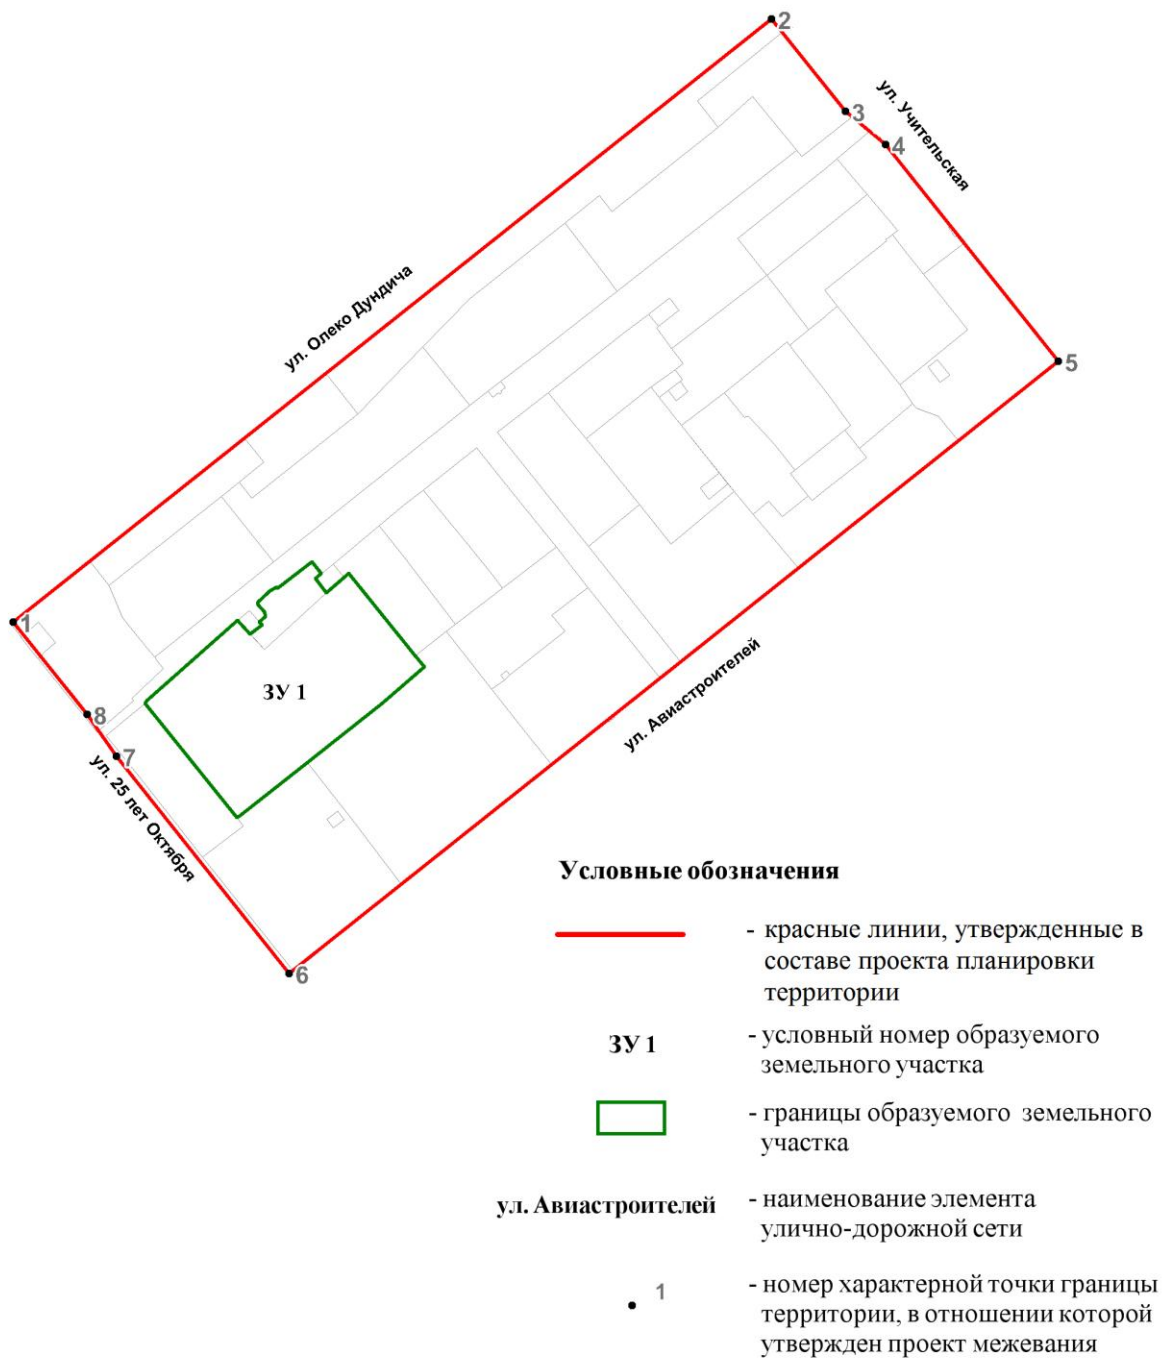 2
3
ул. Учительская
4
ул. Олеко Дундича
5
1
ЗУ 1
8
ул. Авиастроителей
7
ул. 25 лет Октября
6
Условные обозначения
- красные линии, утвержденные в
составе проекта планировки
территории
ЗУ 1
- условный номер образуемого
земельного участка
- границы образуемого земельного
участка
ул. Авиастроителей
- наименование элемента
улично-дорожной сети
1
- номер характерной точки границы
территории, в отношении которой
утвержден проект межевания